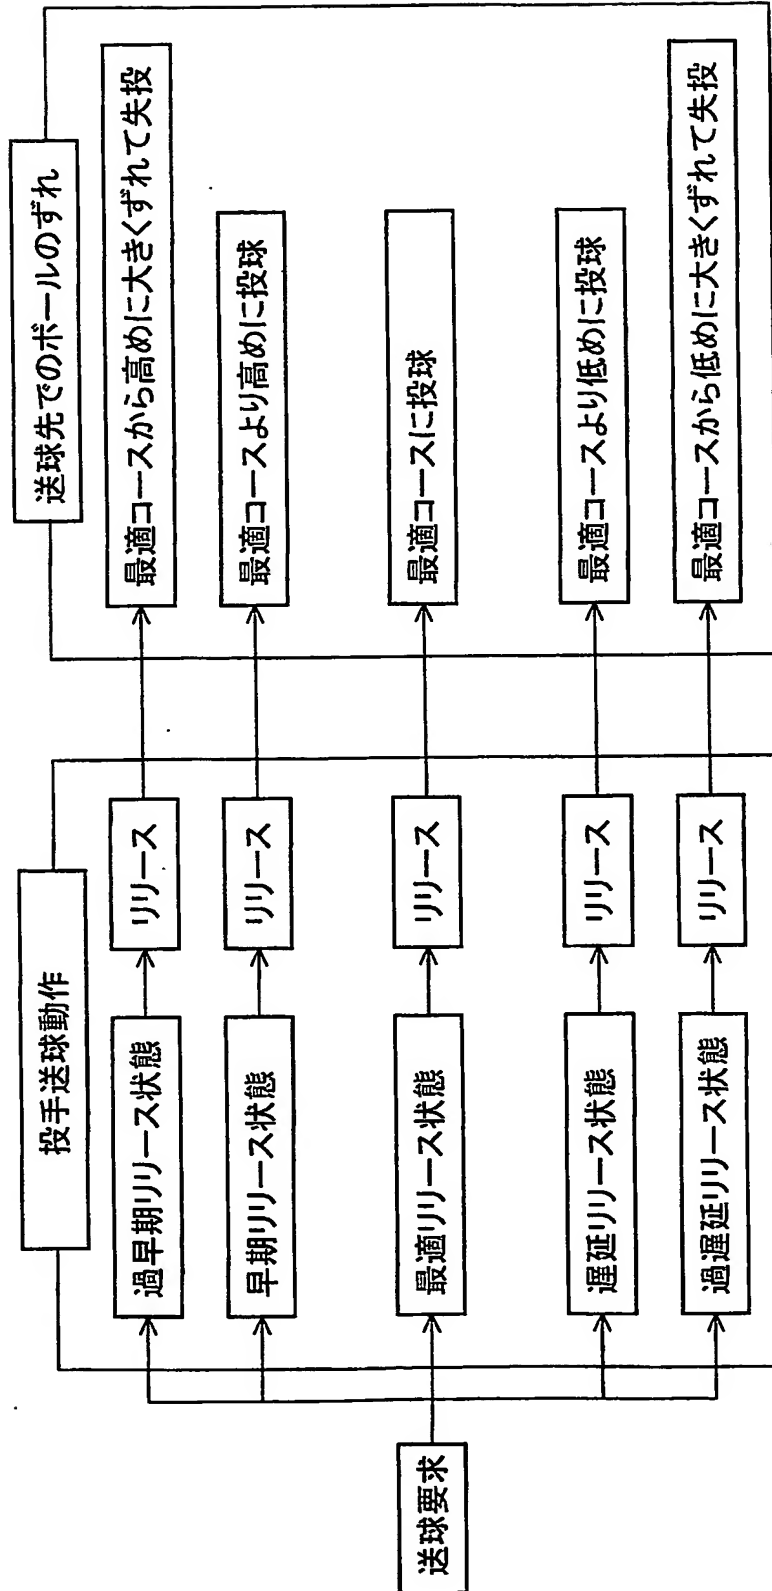 送球要求
投手送球動作
過早期リリース状態
リリース
早期リリース状態
リリース
最適リリース状態
リリース
遅延リリース状態
リリース
過遅延リリース状態
リリース
送球先でのボールのずれ
最適コースから高めに大きくずれて失投
最適コースより高めに投球
最適コースに投球
最適コースより低めに投球
最適コースから低めに大きくずれて失投